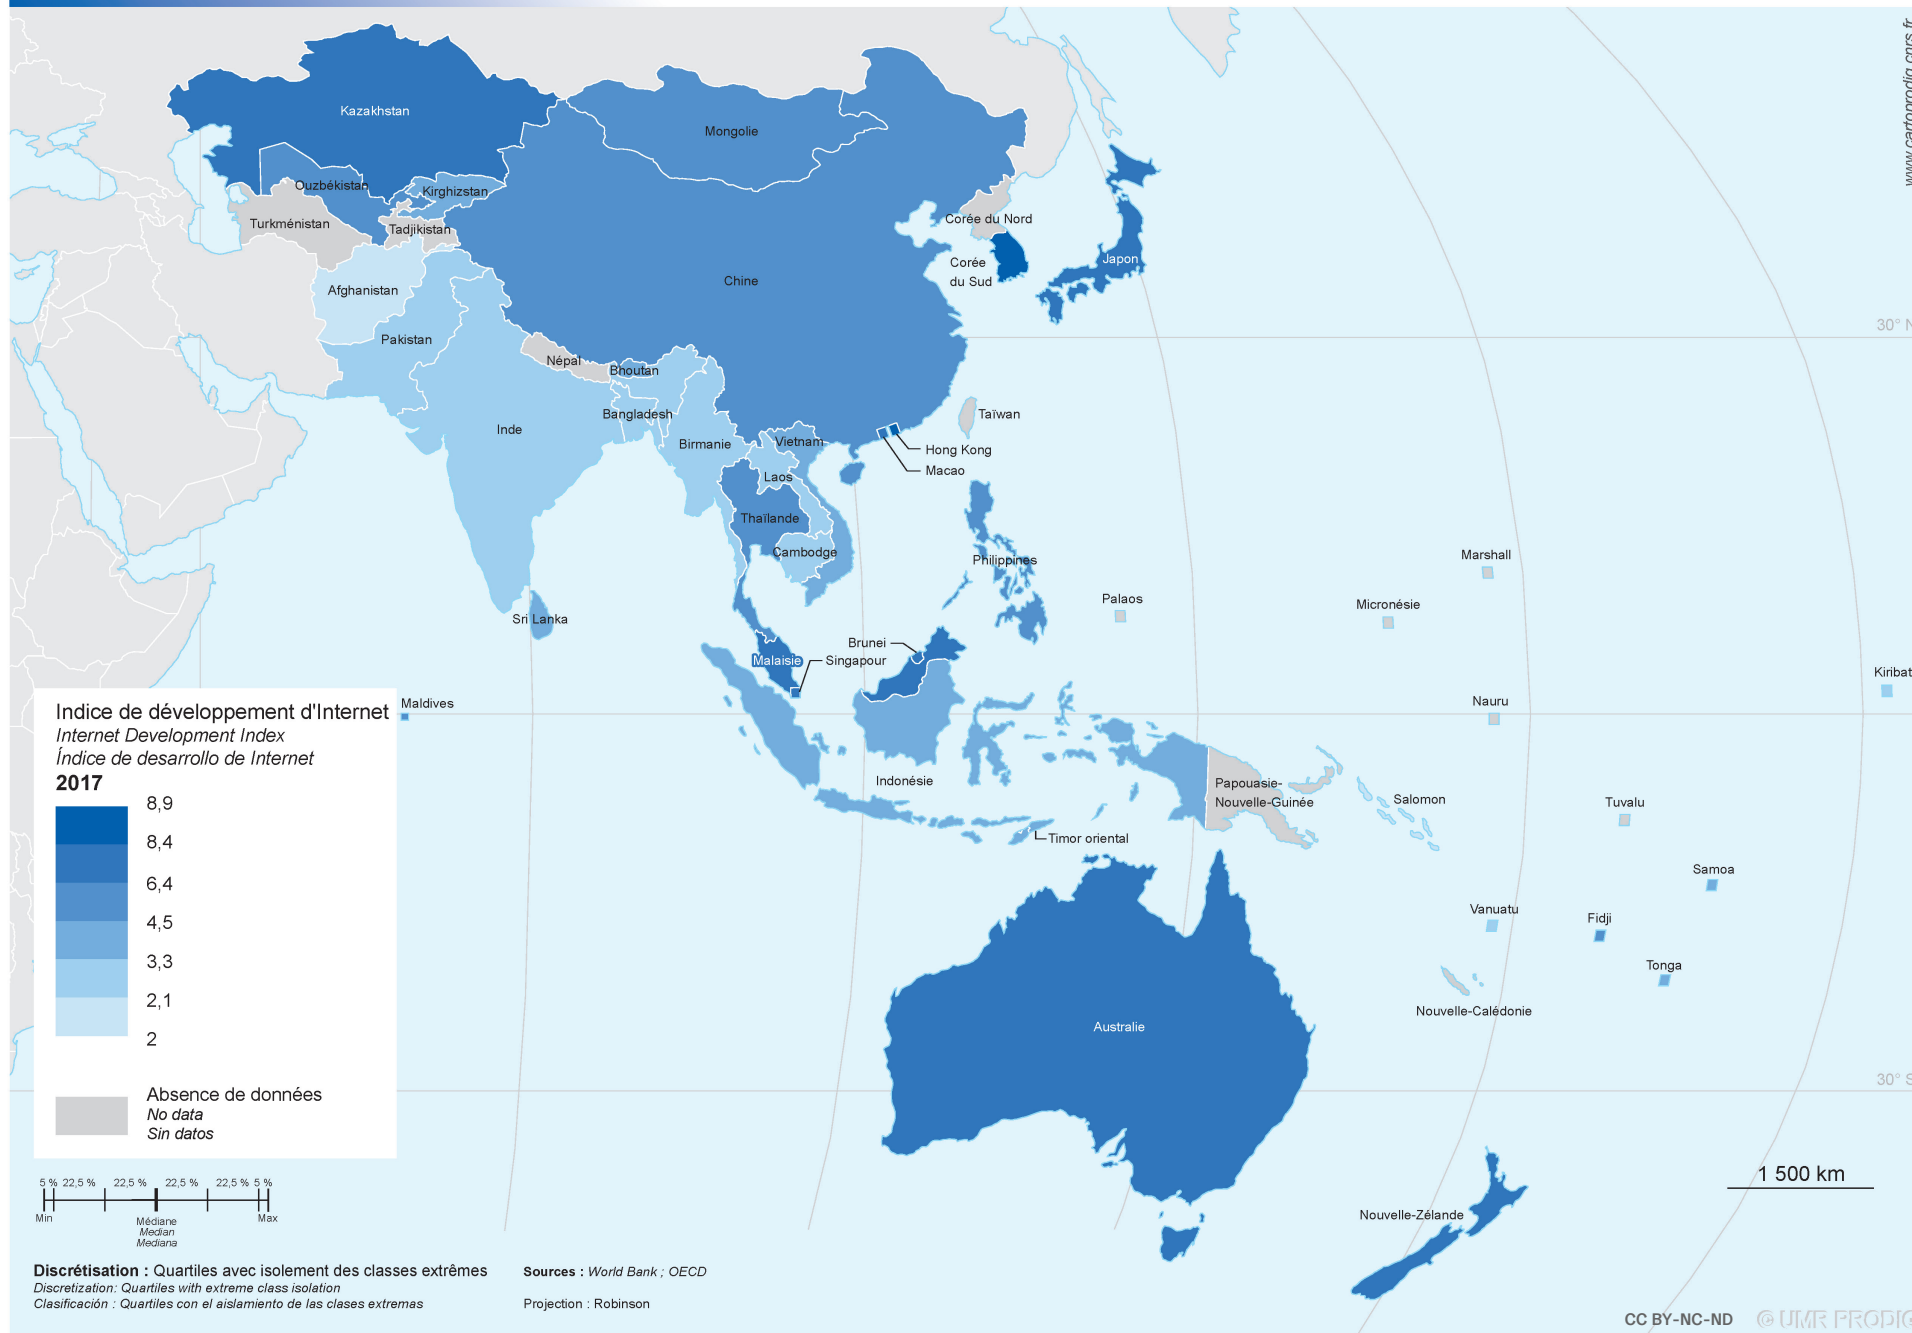 www.cartoprodig.cnrs.fr
Kazakhstan
Mongolie
Ouzbékistan
Kirghizstan
Turkménistan
Tadjikistan
Corée du Nord
Corée
du Sud
Japon
Chine
Afghanistan
Pakistan
30° N
Népal
Bhoutan
Bangladesh
Inde
Birmanie
Vietnam
Laos
Taïwan
Hong Kong
Macao
Thaïlande
Cambodge
Philippines
Sri Lanka
Marshall
Palaos
Micronésie
Brunei
Malaisie
Singapour
Kiribat
Maldives
Nauru
Indonésie
Papouasie-
Nouvelle-Guinée
Salomon
Tuvalu
Timor oriental
Samoa
Vanuatu
Fidji
Tonga
Nouvelle-Calédonie
Australie
30° S
Nouvelle-Zélande
1 500 km
Indice de développement d'Internet
Internet Development Index
Índice de desarrollo de Internet
2017
8,9
8,4
6,4
4,5
3,3
2,1
2
Absence de données
No data
Sin datos
5 % 22,5 % 22,5 % 22,5 % 22,5 % 5 %
Min Max
Médiane
Median
Mediana
Discrétisation : Quartiles avec isolement des classes extrêmes
Discretization: Quartiles with extreme class isolation
Clasificación : Quartiles con el aislamiento de las clases extremas
Sources : World Bank ; OECD
Projection : Robinson
CC BY-NC-ND © UMR PRODIG